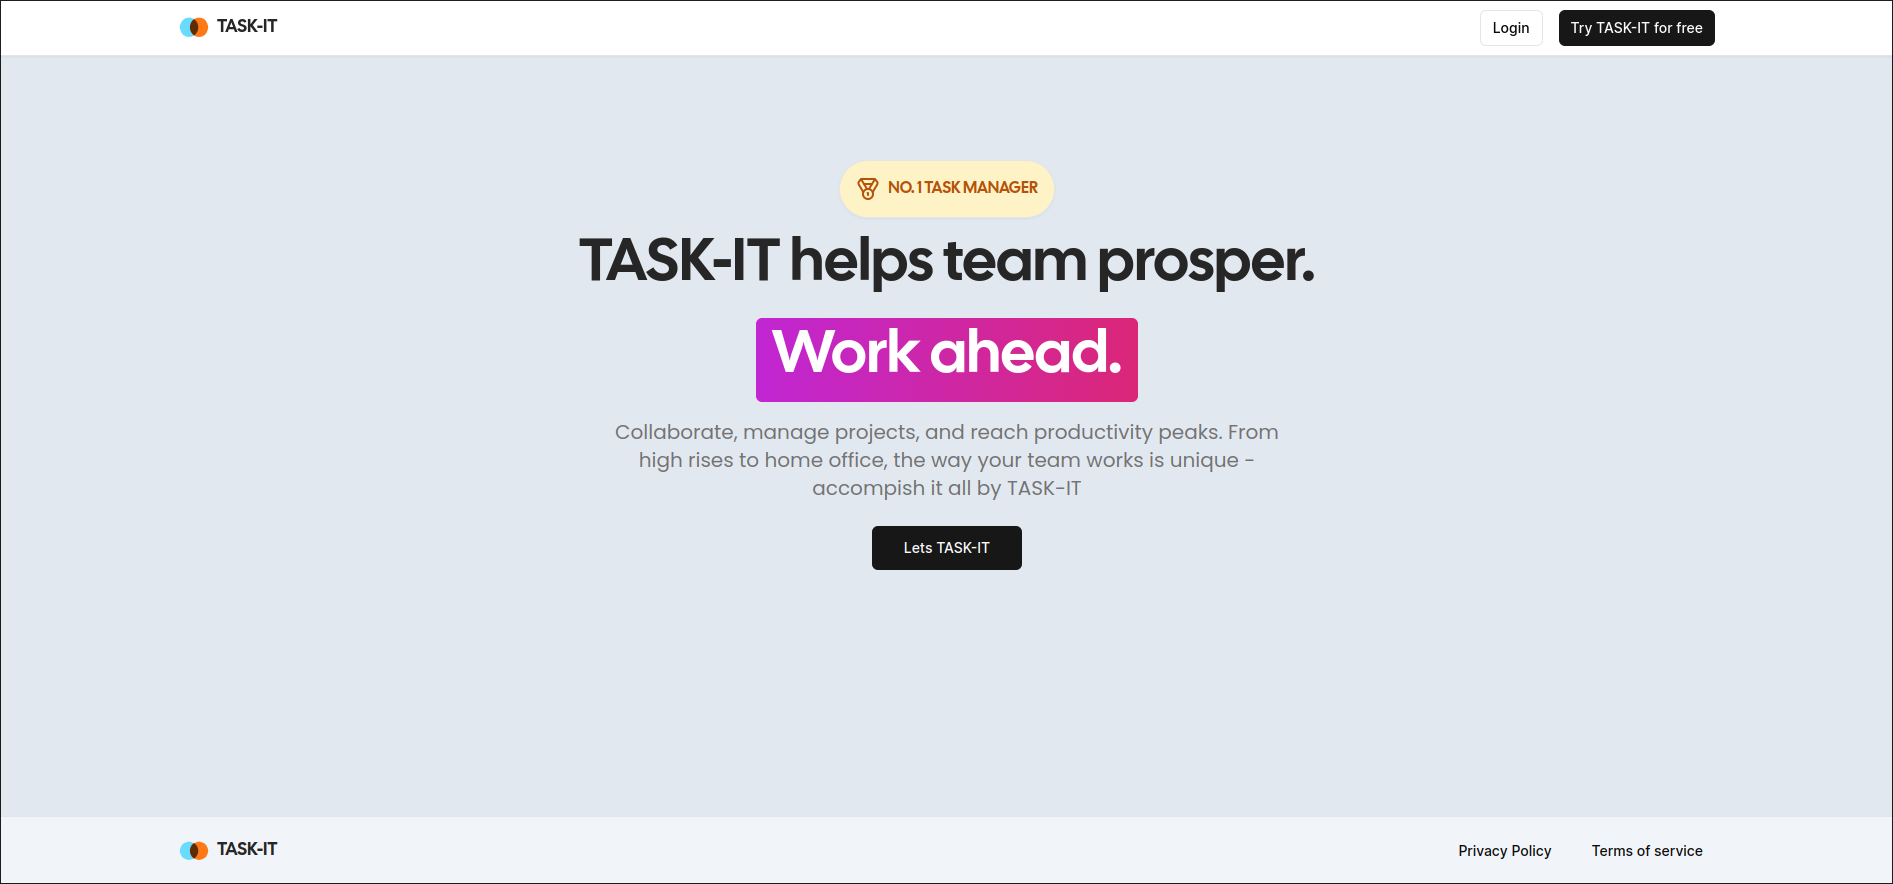 TASK-IT
Login
Try TASK-IT for free
NO. 1 TASK MANAGER
TASK-IT helps team prosper.
Work ahead.
Collaborate, manage projects, and reach productivity peaks. From
high rises to home office, the way your team works is unique -
accompish it all by TASK-IT
Lets TASK-IT
TASK-IT
Privacy Policy
Terms of service